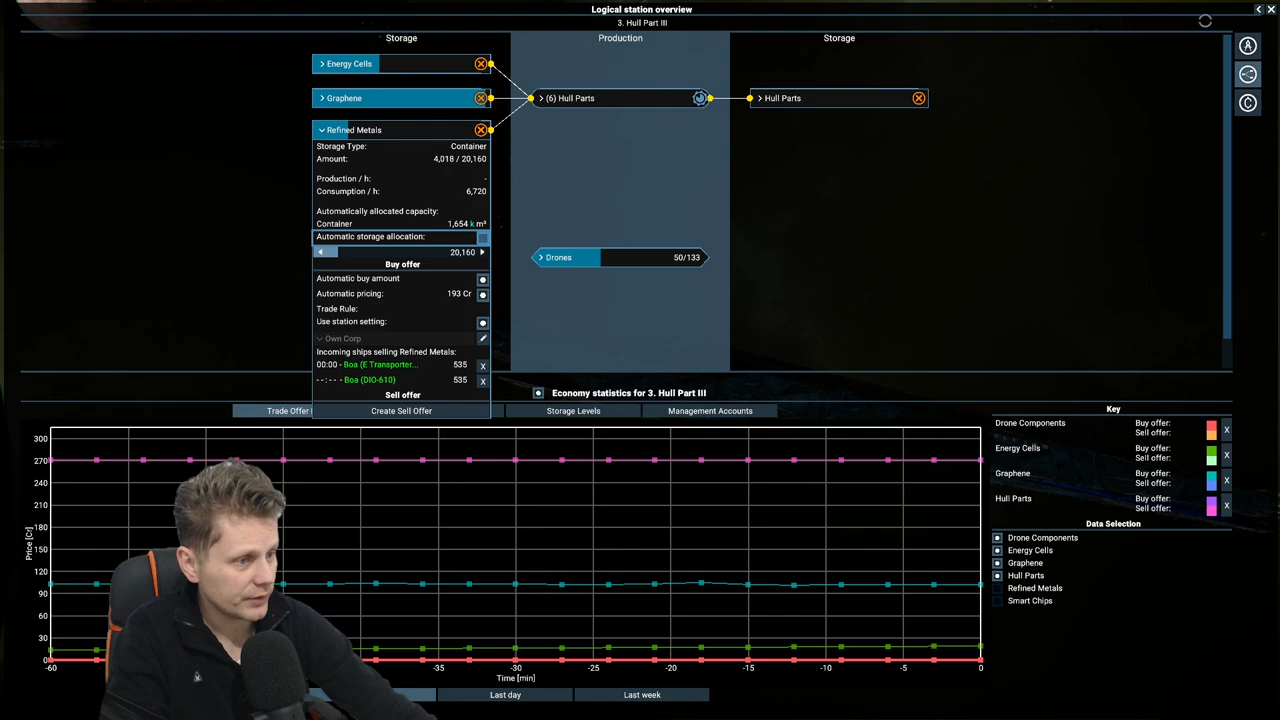 Logical station overview
3. Hull Part III
Storage
Production
Storage
Energy Cells
Graphene
(6) Hull Parts
Hull Parts
Refined Metals
Storage Type: Container
Amount: 4,018 / 20,160
Production / h: -
Consumption / h: 6,720
Automatically allocated capacity:
Container 1,654 k m³
Automatic storage allocation:
20,160
Buy offer
Automatic buy amount
Automatic pricing: 193 Cr
Trade Rule:
Use station setting:
Own Corp
Incoming ships selling Refined Metals:
00:00 - Boa (E Transporter... 535 X
--:-- - Boa (DIO-610) 535 X
Sell offer
Create Sell Offer
Drones 50/133
Economy statistics for 3. Hull Part III
Trade Offer
Storage Levels
Management Accounts
Key
Drone Components
Buy offer:
Sell offer:
X
Energy Cells
Buy offer:
Sell offer:
X
Graphene
Buy offer:
Sell offer:
X
Hull Parts
Buy offer:
Sell offer:
X
Data Selection
Drone Components
Energy Cells
Graphene
Hull Parts
Refined Metals
Smart Chips
Price [Cr]
300
270
240
210
180
150
120
90
60
30
0
-60
-35
-30
-25
-20
-15
-10
-5
0
Time [min]
Last day
Last week